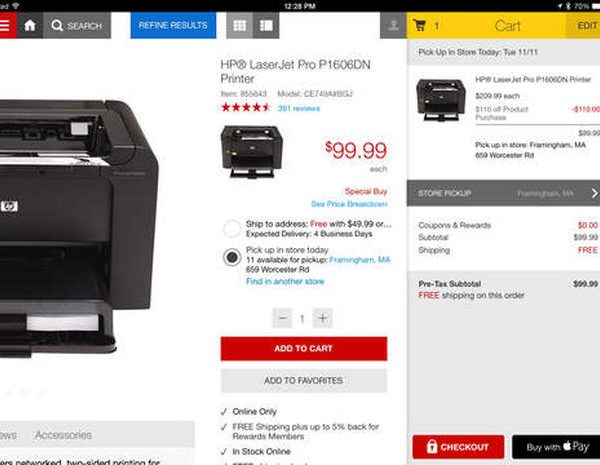 12:28 PM
70%
SEARCH
REFINE RESULTS
1
Cart
EDIT
HP® LaserJet Pro P1606DN
Printer
Item: 855643 Model: CE749A#BGJ
391 reviews
$99.99
each
Special Buy
See Price Breakdown
Ship to address: Free with $49.99 or...
Expected Delivery: 4 Business Days
Pick up in store today
11 available for pickup: Framingham, MA
659 Worcester Rd
Find in another store
1
ADD TO CART
ADD TO FAVORITES
Online Only
FREE Shipping plus up to 5% back for
Rewards Members
In Stock Online
hp
ews Accessories
ers networked, two-sided printing for
Pick Up In Store Today: Tue 11/11
HP® LaserJet Pro P1606DN Printer
$209.99 each
$110 off Product -$110.00
Purchase
$99.99
Pick up in store: Framingham, MA
659 Worcester Rd
STORE PICKUP Framingham, MA
Coupons & Rewards $0.00
Subtotal $99.99
Shipping FREE
Pre-Tax Subtotal $99.99
FREE shipping on this order
CHECKOUT
Buy with Pay